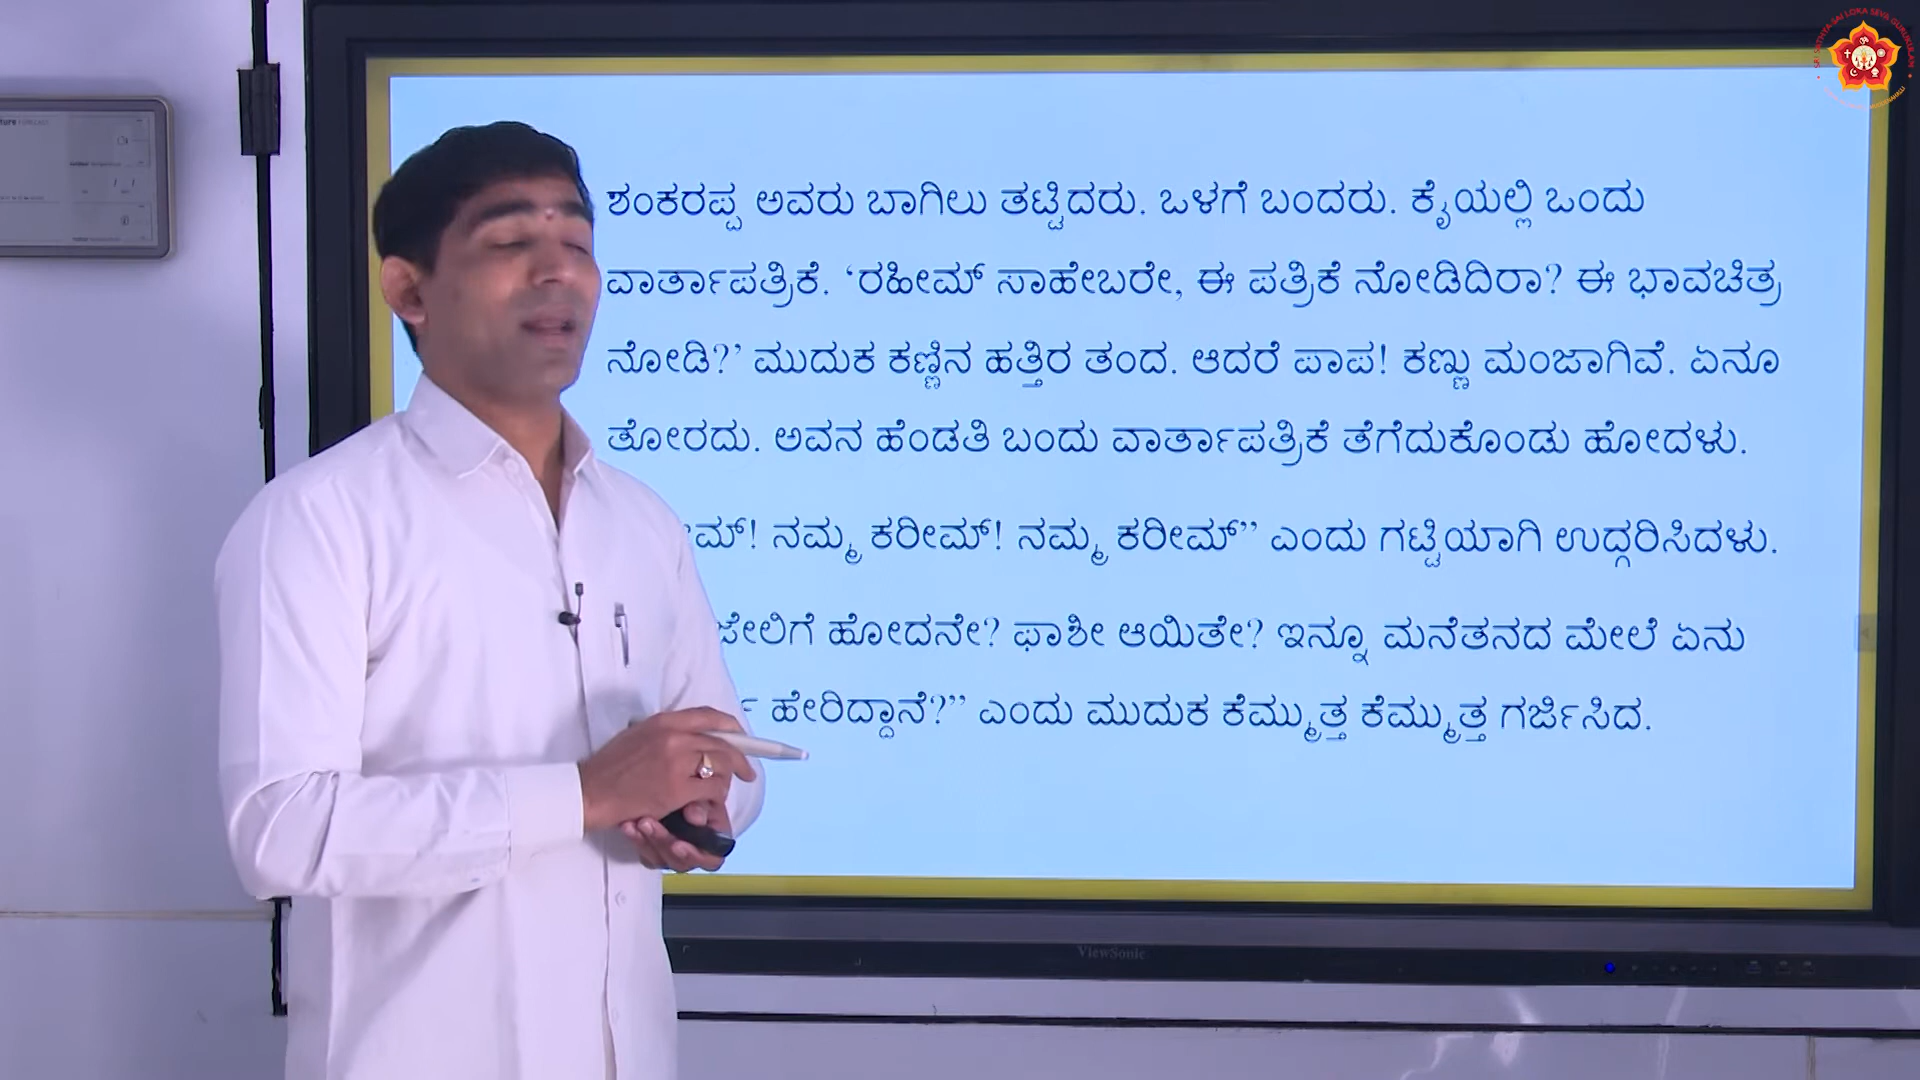 ಶಂಕರಪ್ಪ ಅವರು ಬಾಗಿಲು ತಟ್ಟಿದರು. ಒಳಗೆ ಬಂದರು. ಕೈಯಲ್ಲಿ ಒಂದು
ವಾರ್ತಾಪತ್ರಿಕೆ. ‘ರಹೀಮ್ ಸಾಹೇಬರೇ, ಈ ಪತ್ರಿಕೆ ನೋಡಿದಿರಾ? ಈ ಭಾವಚಿತ್ರ
ನೋಡಿ?’ ಮುದುಕ ಕಣ್ಣಿನ ಹತ್ತಿರ ತಂದ. ಆದರೆ ಪಾಪ! ಕಣ್ಣು ಮಂಜಾಗಿವೆ. ಏನೂ
ತೋರದು. ಅವನ ಹೆಂಡತಿ ಬಂದು ವಾರ್ತಾಪತ್ರಿಕೆ ತೆಗೆದುಕೊಂಡು ಹೋದಳು.
ನಮ್ಮ ಕರೀಮ್! ನಮ್ಮ ಕರೀಮ್” ಎಂದು ಗಟ್ಟಿಯಾಗಿ ಉದ್ಗರಿಸಿದಳು.
ಜೇಲಿಗೆ ಹೋದನೇ? ಫಾಶೀ ಆಯಿತೇ? ಇನ್ನೂ ಮನೆತನದ ಮೇಲೆ ಏನು
ಹೇರಿದ್ದಾನೆ?” ಎಂದು ಮುದುಕ ಕೆಮ್ಮುತ್ತ ಕೆಮ್ಮುತ್ತ ಗರ್ಜಿಸಿದ.
ViewSonic